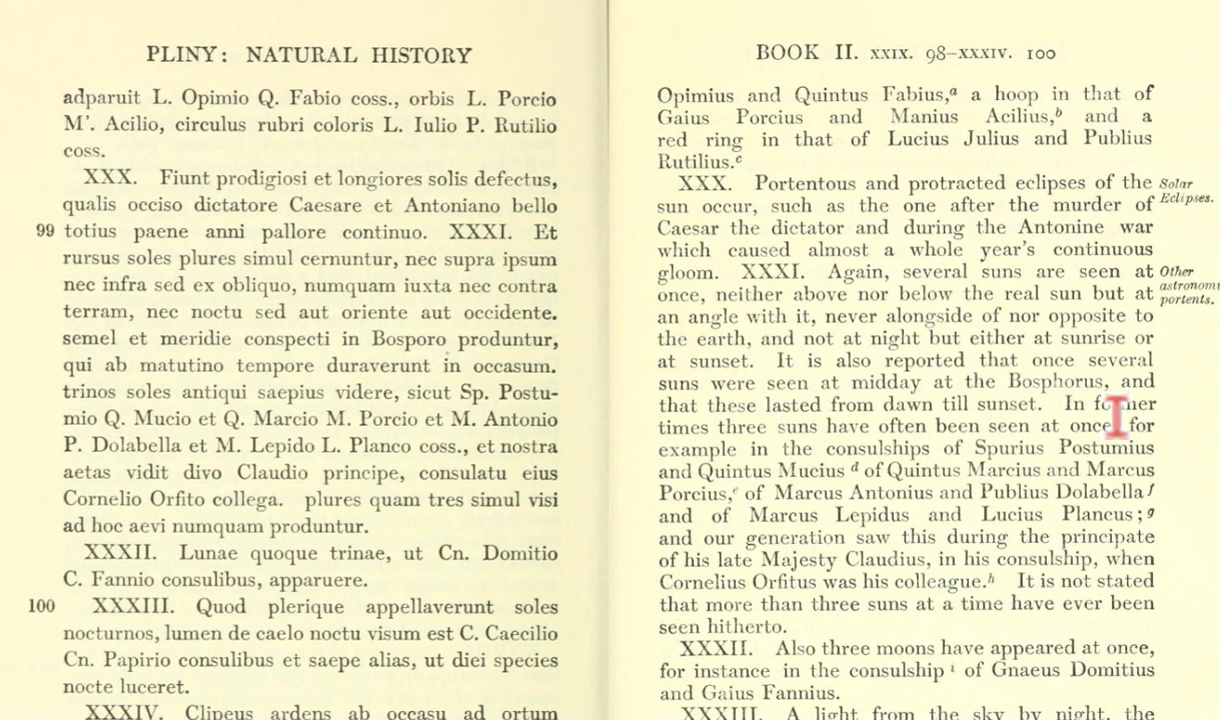 PLINY: NATURAL HISTORY
adparuit L. Opimio Q. Fabio coss., orbis L. Porcio
M'. Acilio, circulus rubri coloris L. Iulio P. Rutilio
coss.
XXX. Fiunt prodigiosi et longiores solis defectus,
qualis occiso dictatore Caesare et Antoniano bello
99 totius paene anni pallore continuo. XXXI. Et
rursus soles plures simul cernuntur, nec supra ipsum
nec infra sed ex obliquo, numquam iuxta nec contra
terram, nec noctu sed aut oriente aut occidente.
semel et meridie conspecti in Bosporo produntur,
qui ab matutino tempore duraverunt in occasum.
trinos soles antiqui saepius videre, sicut Sp. Postu-
mio Q. Mucio et Q. Marcio M. Porcio et M. Antonio
P. Dolabella et M. Lepido L. Planco coss., et nostra
aetas vidit divo Claudio principe, consulatu eius
Cornelio Orfito collega. plures quam tres simul visi
ad hoc aevi numquam produntur.
XXXII. Lunae quoque trinae, ut Cn. Domitio
C. Fannio consulibus, apparuere.
100 XXXIII. Quod plerique appellaverunt soles
nocturnos, lumen de caelo noctu visum est C. Caecilio
Cn. Papirio consulibus et saepe alias, ut diei species
nocte luceret.
XXXIV. Clipeus ardens ab occasu ad ortum
BOOK II. XXIX. 98–XXXIV. 100
Opimius and Quintus Fabius,a a hoop in that of
Gaius Porcius and Manius Acilius,b and a
red ring in that of Lucius Julius and Publius
Rutilius.c
XXX. Portentous and protracted eclipses of the
sun occur, such as the one after the murder of
Caesar the dictator and during the Antonine war
which caused almost a whole year's continuous
gloom. XXXI. Again, several suns are seen at
once, neither above nor below the real sun but at
an angle with it, never alongside of nor opposite to
the earth, and not at night but either at sunrise or
at sunset. It is also reported that once several
suns were seen at midday at the Bosphorus, and
that these lasted from dawn till sunset. In former
times three suns have often been seen at once, for
example in the consulships of Spurius Postumius
and Quintus Mucius d of Quintus Marcius and Marcus
Porcius,e of Marcus Antonius and Publius Dolabella f
and of Marcus Lepidus and Lucius Plancus; g
and our generation saw this during the principate
of his late Majesty Claudius, in his consulship, when
Cornelius Orfitus was his colleague.h It is not stated
that more than three suns at a time have ever been
seen hitherto.
XXXII. Also three moons have appeared at once,
for instance in the consulship i of Gnaeus Domitius
and Gaius Fannius.
XXXIII. A light from the sky by night, the
Solar
Eclipses.
Other
astronomi
portents.